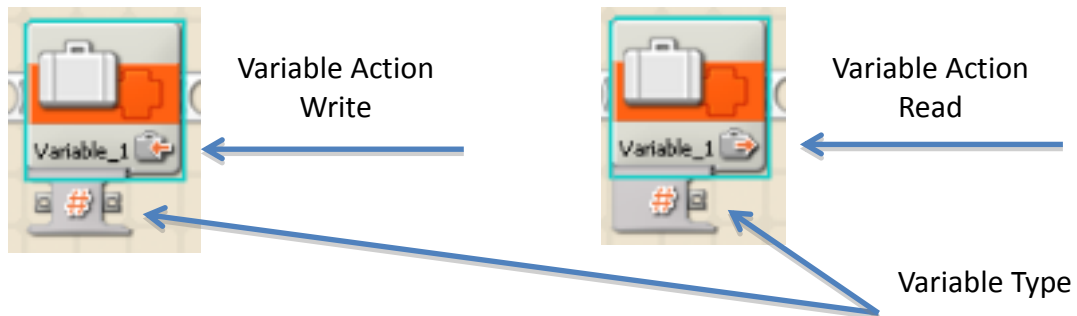 Variable Action
Write
Variable Action
Read
Variable_1
Variable_1
#
#
Variable Type